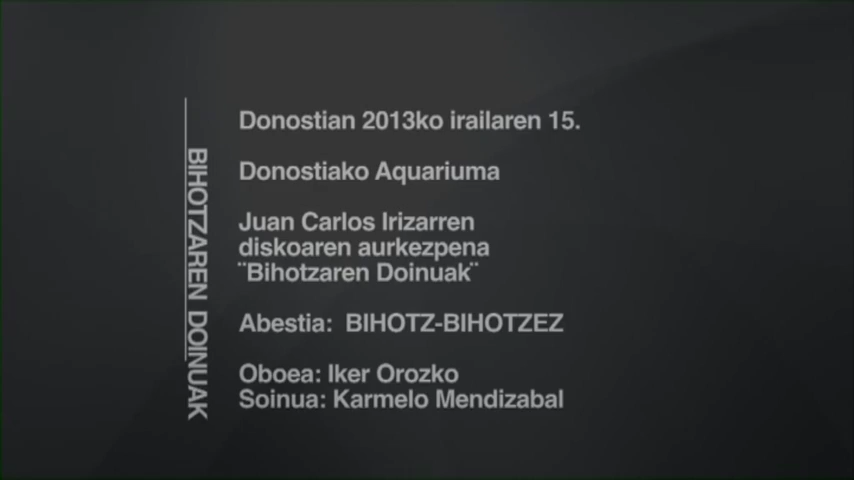 BIHOTZAREN DOINUAK
Donostian 2013ko irailaren 15.
Donostiako Aquariuma
Juan Carlos Irizarren
diskoaren aurkezpena
¨Bihotzaren Doinuak¨
Abestia:  BIHOTZ-BIHOTZEZ
Oboea: Iker Orozko
Soinua: Karmelo Mendizabal